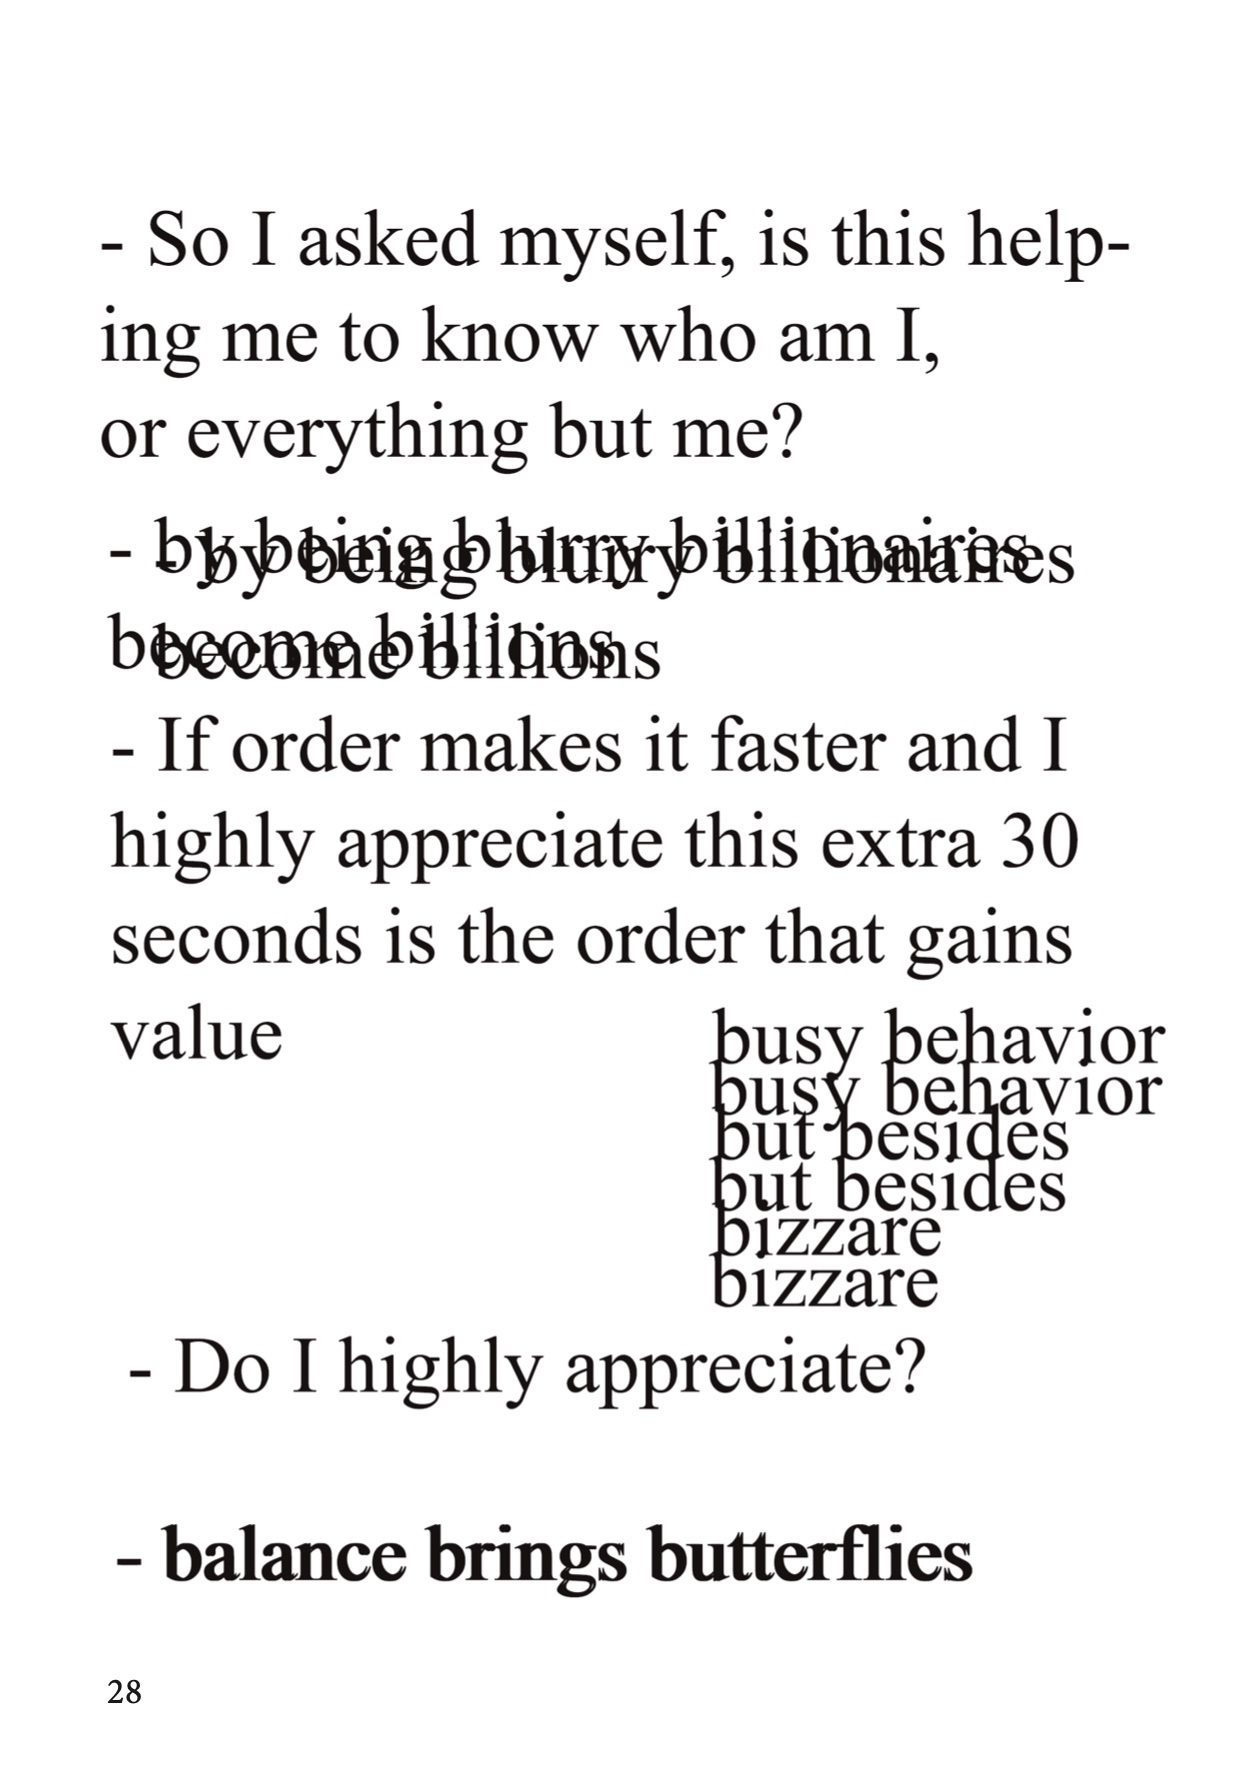 - So I asked myself, is this help-
ing me to know who am I,
or everything but me?
- by being blurry billionaires
- by being blurry billionaires
become billions
become billions
- If order makes it faster and I
highly appreciate this extra 30
seconds is the order that gains
value
busy behavior
busy behavior
but besides
but besides
bizzare
bizzare
- Do I highly appreciate?
- balance brings butterflies
28